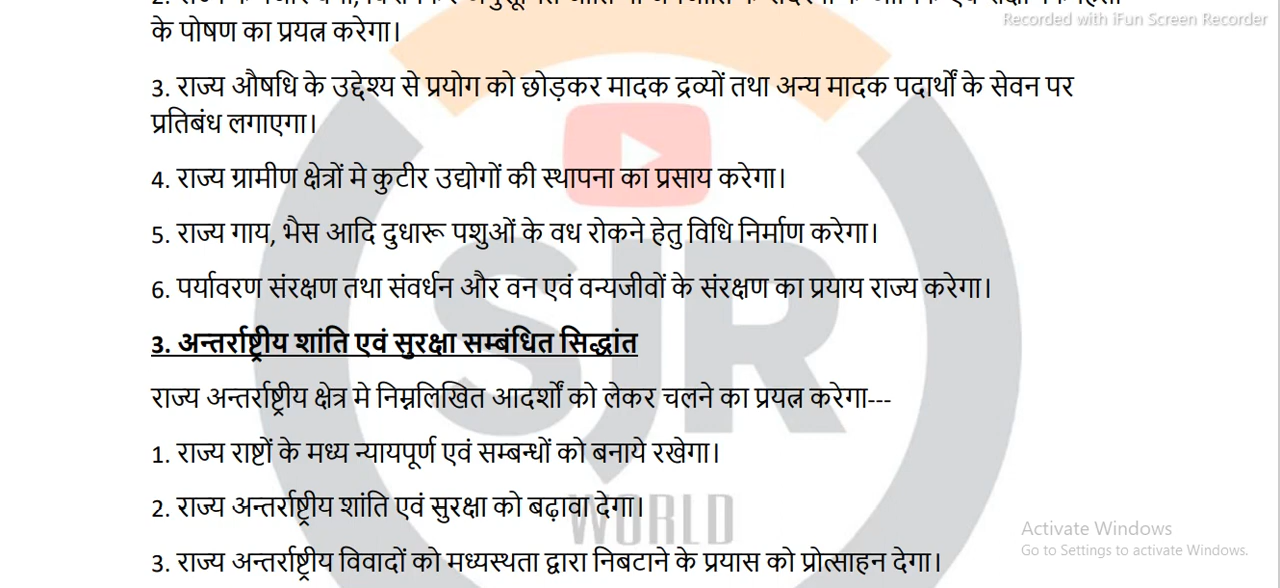 Recorded with iFun Screen Recorder
के पोषण का प्रयत्न करेगा।
3. राज्य औषधि के उद्देश्य से प्रयोग को छोड़कर मादक द्रव्यों तथा अन्य मादक पदार्थों के सेवन पर
प्रतिबंध लगाएगा।
4. राज्य ग्रामीण क्षेत्रों मे कुटीर उद्योगों की स्थापना का प्रसाय करेगा।
5. राज्य गाय, भैस आदि दुधारू पशुओं के वध रोकने हेतु विधि निर्माण करेगा।
6. पर्यावरण संरक्षण तथा संवर्धन और वन एवं वन्यजीवों के संरक्षण का प्रयाय राज्य करेगा।
3. अन्तर्राष्ट्रीय शांति एवं सुरक्षा सम्बंधित सिद्धांत
राज्य अन्तर्राष्ट्रीय क्षेत्र मे निम्नलिखित आदर्शों को लेकर चलने का प्रयत्न करेगा---
1. राज्य राष्टों के मध्य न्यायपूर्ण एवं सम्बन्धों को बनाये रखेगा।
2. राज्य अन्तर्राष्ट्रीय शांति एवं सुरक्षा को बढ़ावा देगा।
3. राज्य अन्तर्राष्ट्रीय विवादों को मध्यस्थता द्वारा निबटाने के प्रयास को प्रोत्साहन देगा।
SJR
WORLD
Activate Windows
Go to Settings to activate Windows.